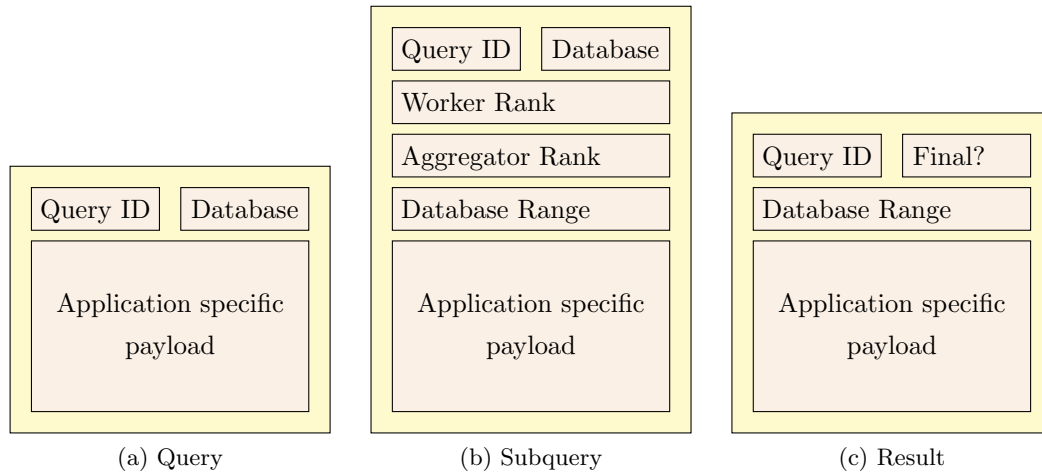 Query ID Database
Application specific
payload
(a) Query
Query ID Database
Worker Rank
Aggregator Rank
Database Range
Application specific
payload
(b) Subquery
Query ID Final?
Database Range
Application specific
payload
(c) Result